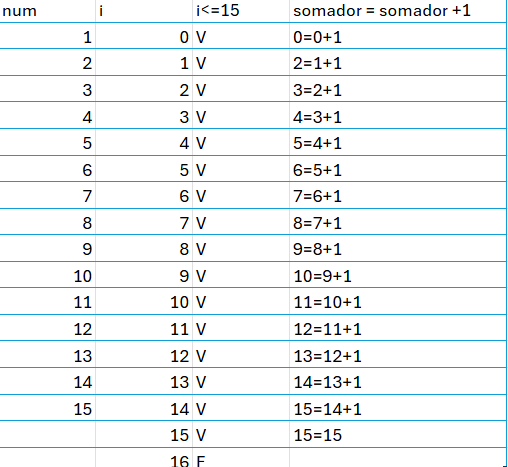 num i i<=15 somador = somador +1
1 0 V 0=0+1
2 1 V 2=1+1
3 2 V 3=2+1
4 3 V 4=3+1
5 4 V 5=4+1
6 5 V 6=5+1
7 6 V 7=6+1
8 7 V 8=7+1
9 8 V 9=8+1
10 9 V 10=9+1
11 10 V 11=10+1
12 11 V 12=11+1
13 12 V 13=12+1
14 13 V 14=13+1
15 14 V 15=14+1
15 V 15=15
16 F